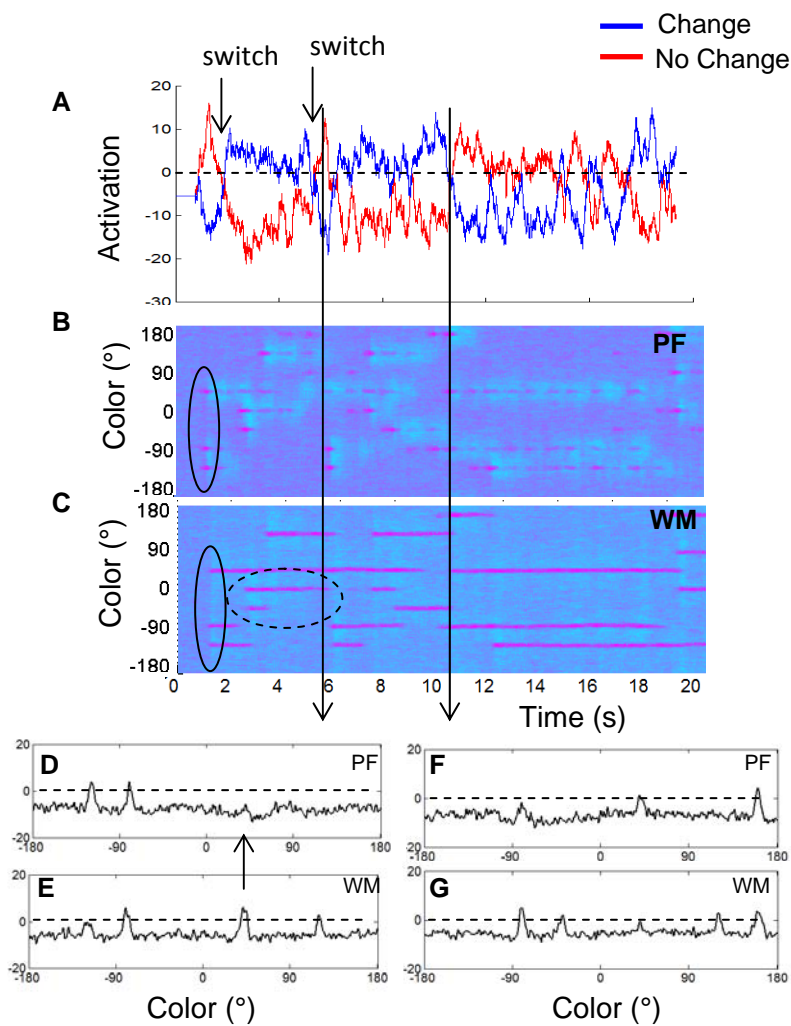 Change
No Change
switch
switch
A
20
10
0
-10
-20
-30
Activation
B
PF
180
90
0
-90
-180
Color (°)
C
WM
180
90
0
-90
-180
Color (°)
0 2 4 6 8 10 12 14 16 18 20
Time (s)
D
PF
20
0
-20
-180 -90 0 90 180
F
PF
20
0
-20
-180 -90 0 90 180
E
WM
20
0
-20
-180 -90 0 90 180
Color (°)
G
WM
20
0
-20
-180 -90 0 90 180
Color (°)